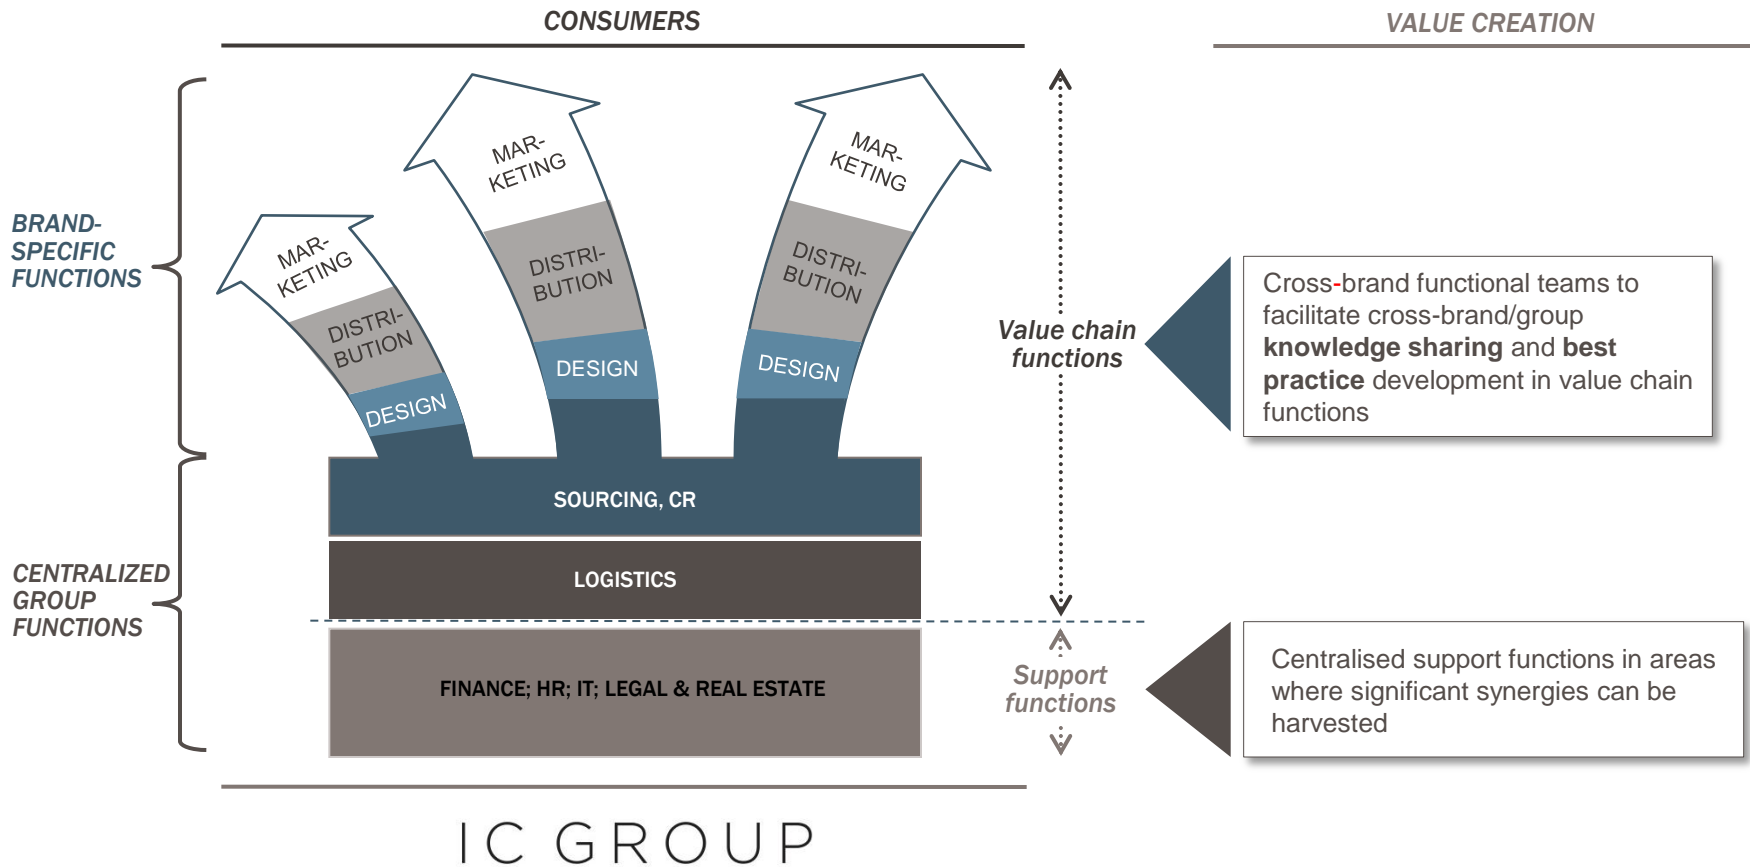 CONSUMERS
VALUE CREATION
BRAND-
SPECIFIC
FUNCTIONS
MAR-
KETING
DISTRI-
BUTION
DESIGN
MAR-
KETING
DISTRI-
BUTION
DESIGN
MAR-
KETING
DISTRI-
BUTION
DESIGN
Value chain
functions
Cross-brand functional teams to
facilitate cross-brand/group
knowledge sharing and best
practice development in value chain
functions
CENTRALIZED
GROUP
FUNCTIONS
SOURCING, CR
LOGISTICS
FINANCE; HR; IT; LEGAL & REAL ESTATE
Support
functions
Centralised support functions in areas
where significant synergies can be
harvested
IC GROUP